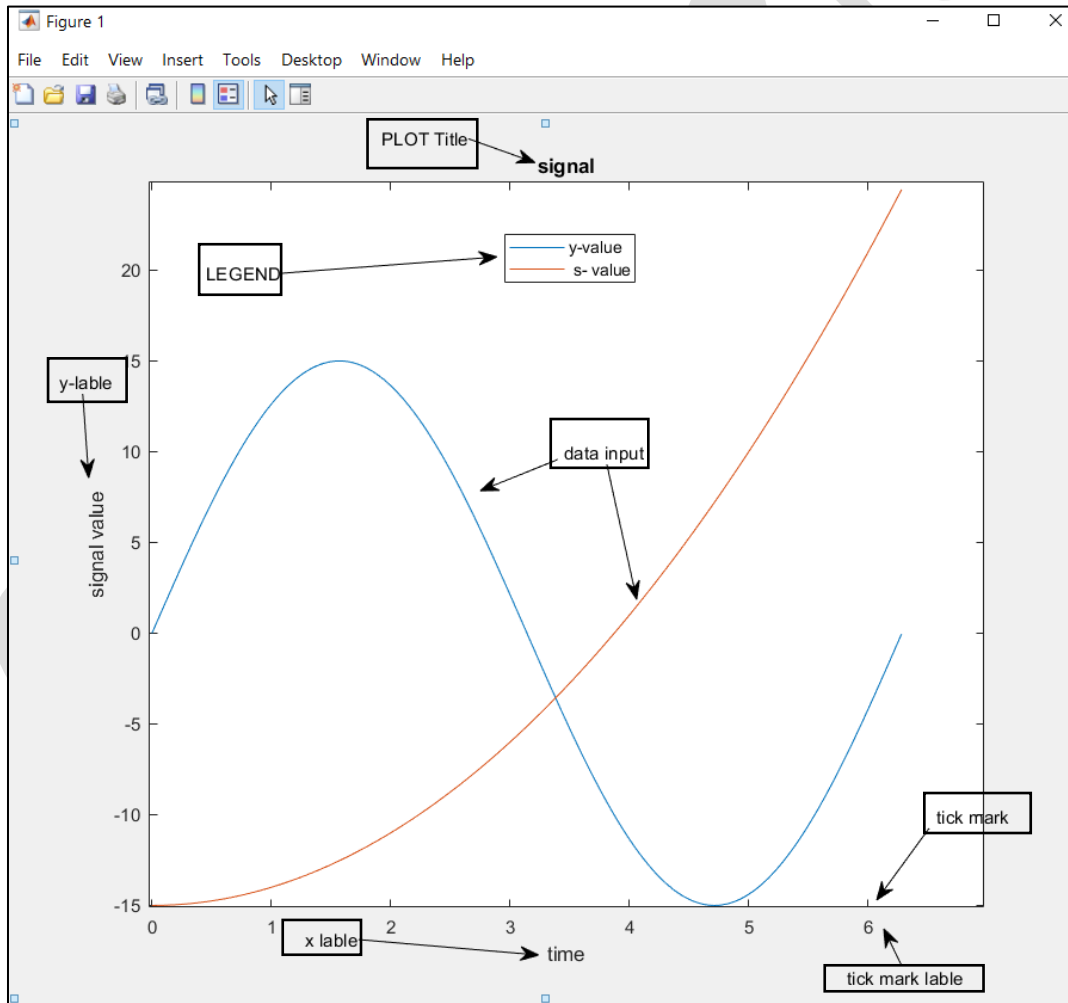 Figure 1
File Edit View Insert Tools Desktop Window Help
PLOT Title
signal
y-value
s- value
LEGEND
20
15
y-lable
10
data input
signal value
5
0
-5
-10
tick mark
-15
0 1 2 3 4 5 6
x lable
time
tick mark lable